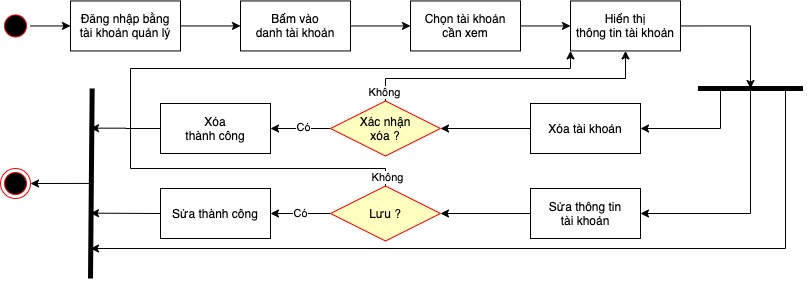 Đăng nhập bằng
tài khoản quản lý
Bấm vào
danh tài khoản
Chọn tài khoản
cần xem
Hiển thị
thông tin tài khoản
Không
Xóa
thành công
Có
Xác nhận
xóa ?
Xóa tài khoản
Không
Sửa thành công
Có
Lưu ?
Sửa thông tin
tài khoản